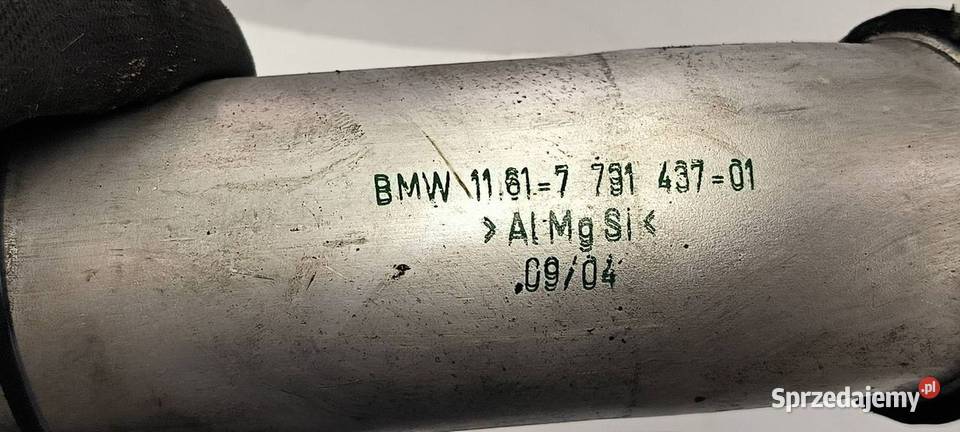 BMW 11.61=7 791 437=01
>AlMgSi<
.09/04
Sprzedajemy.pl